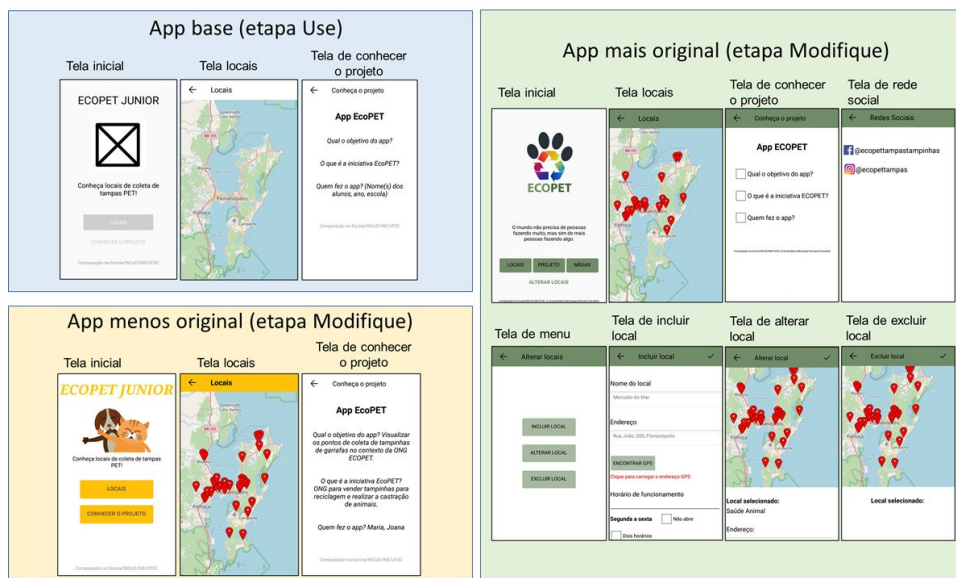 App base (etapa Use)
Tela inicial
Tela locais
Tela de conhecer
o projeto
ECOPET JUNIOR
Conheça locais de coleta de
tampas PET!
LOCAIS
CONHECER O PROJETO
Computação na Escola/INCoD/INE/UFSC
← Locais
Florianópolis
Palhoça
← Conheça o projeto
App EcoPET
Qual o objetivo do app?
O que é a iniciativa EcoPET?
Quem fez o app? (Nome(s) dos
alunos, ano, escola)
Computação na Escola/INCoD/INE/UFSC
App menos original (etapa Modifique)
Tela inicial
Tela locais
Tela de conhecer
o projeto
ECOPET JUNIOR
Conheça locais de coleta de tampas
PET!
LOCAIS
CONHECER O PROJETO
Computação na Escola/INCoD/INE/UFSC
← Locais
Palhoça
← Conheça o projeto
App EcoPET
Qual o objetivo do app? Visualizar
os pontos de coleta de tampinhas
de garrafas no contexto da ONG
ECOPET.
O que é a iniciativa EcoPET?
ONG para vender tampinhas para
reciclagem e realizar a castração
de animais.
Quem fez o app? Maria, Joana
Computação na Escola/INCoD/INE/UFSC
App mais original (etapa Modifique)
Tela inicial
Tela locais
Tela de conhecer
o projeto
Tela de rede
social
ECOPET
O mundo não precisa de pessoas
fazendo muito, mas sim de mais
pessoas fazendo algo.
LOCAIS
PROJETO
MÍDIAS
ALTERAR LOCAIS
← Locais
Palhoça
← Conheça o projeto
App ECOPET
Qual o objetivo do app?
O que é a iniciativa ECOPET?
Quem fez o app?
← Redes Sociais
@ecopettampastampinhas
@ecopettampas
Tela de menu
Tela de incluir
local
Tela de alterar
local
Tela de excluir
local
← Alterar locais
INCLUIR LOCAL
ALTERAR LOCAL
EXCLUIR LOCAL
← Incluir local ✓
Nome do local
Mercado do Mar
Endereço
Rua João, 200, Florianópolis
ENCONTRAR GPS
Clique para carregar o endereço GPS
Horário de funcionamento
Segunda a sexta
Não abre
Dois horários
← Alterar local ✓
Palhoça
Local selecionado:
Saúde Animal
Endereço:
← Excluir local ✓
Palhoça
Local selecionado: